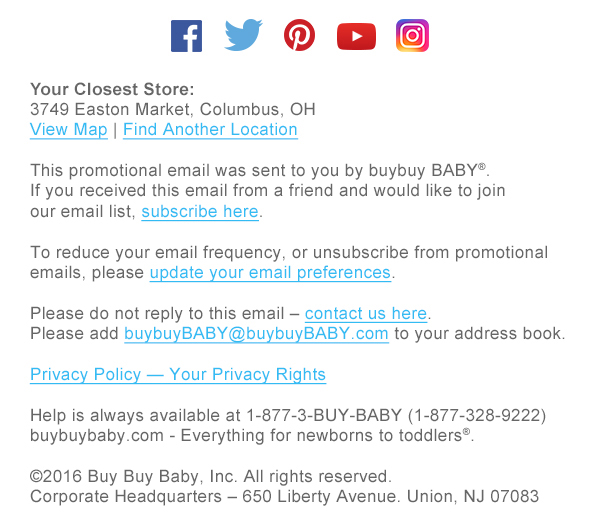 Your Closest Store:
3749 Easton Market, Columbus, OH
View Map | Find Another Location
This promotional email was sent to you by buybuy BABY®.
If you received this email from a friend and would like to join
our email list, subscribe here.
To reduce your email frequency, or unsubscribe from promotional
emails, please update your email preferences.
Please do not reply to this email – contact us here.
Please add buybuyBABY@buybuyBABY.com to your address book.
Privacy Policy — Your Privacy Rights
Help is always available at 1-877-3-BUY-BABY (1-877-328-9222)
buybuybaby.com - Everything for newborns to toddlers®.
©2016 Buy Buy Baby, Inc. All rights reserved.
Corporate Headquarters – 650 Liberty Avenue. Union, NJ 07083